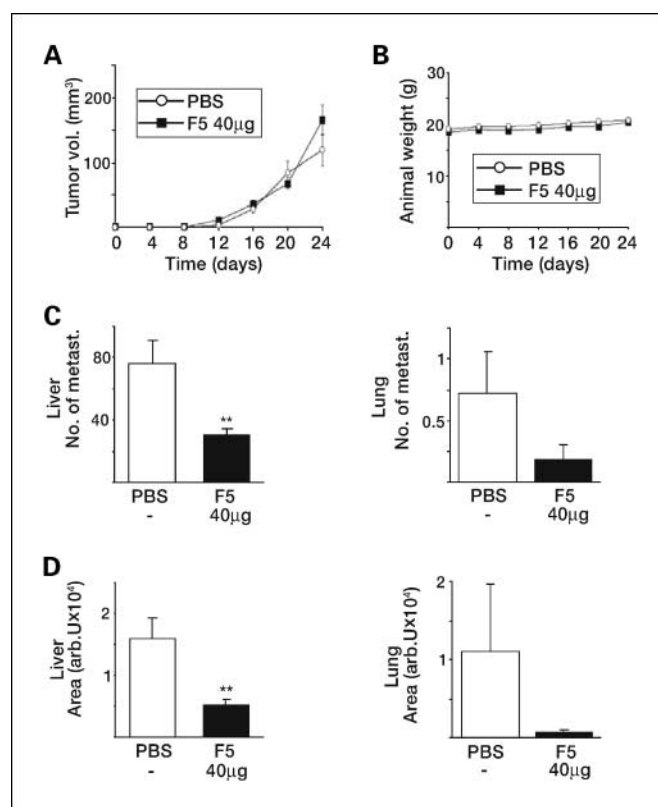 A
Tumor vol. (mm³)
200
100
PBS
F5 40μg
0 4 8 12 16 20 24
Time (days)
B
Animal weight (g)
30
20
10
PBS
F5 40μg
0 4 8 12 16 20 24
Time (days)
C
Liver
No. of metast.
80
40
**
PBS F5
- 40μg
Lung
No. of metast.
1
0.5
PBS F5
- 40μg
D
Liver
Area (arb.U×10⁴)
2
1
**
PBS F5
- 40μg
Lung
Area (arb.U×10⁴)
2
1
PBS F5
- 40μg